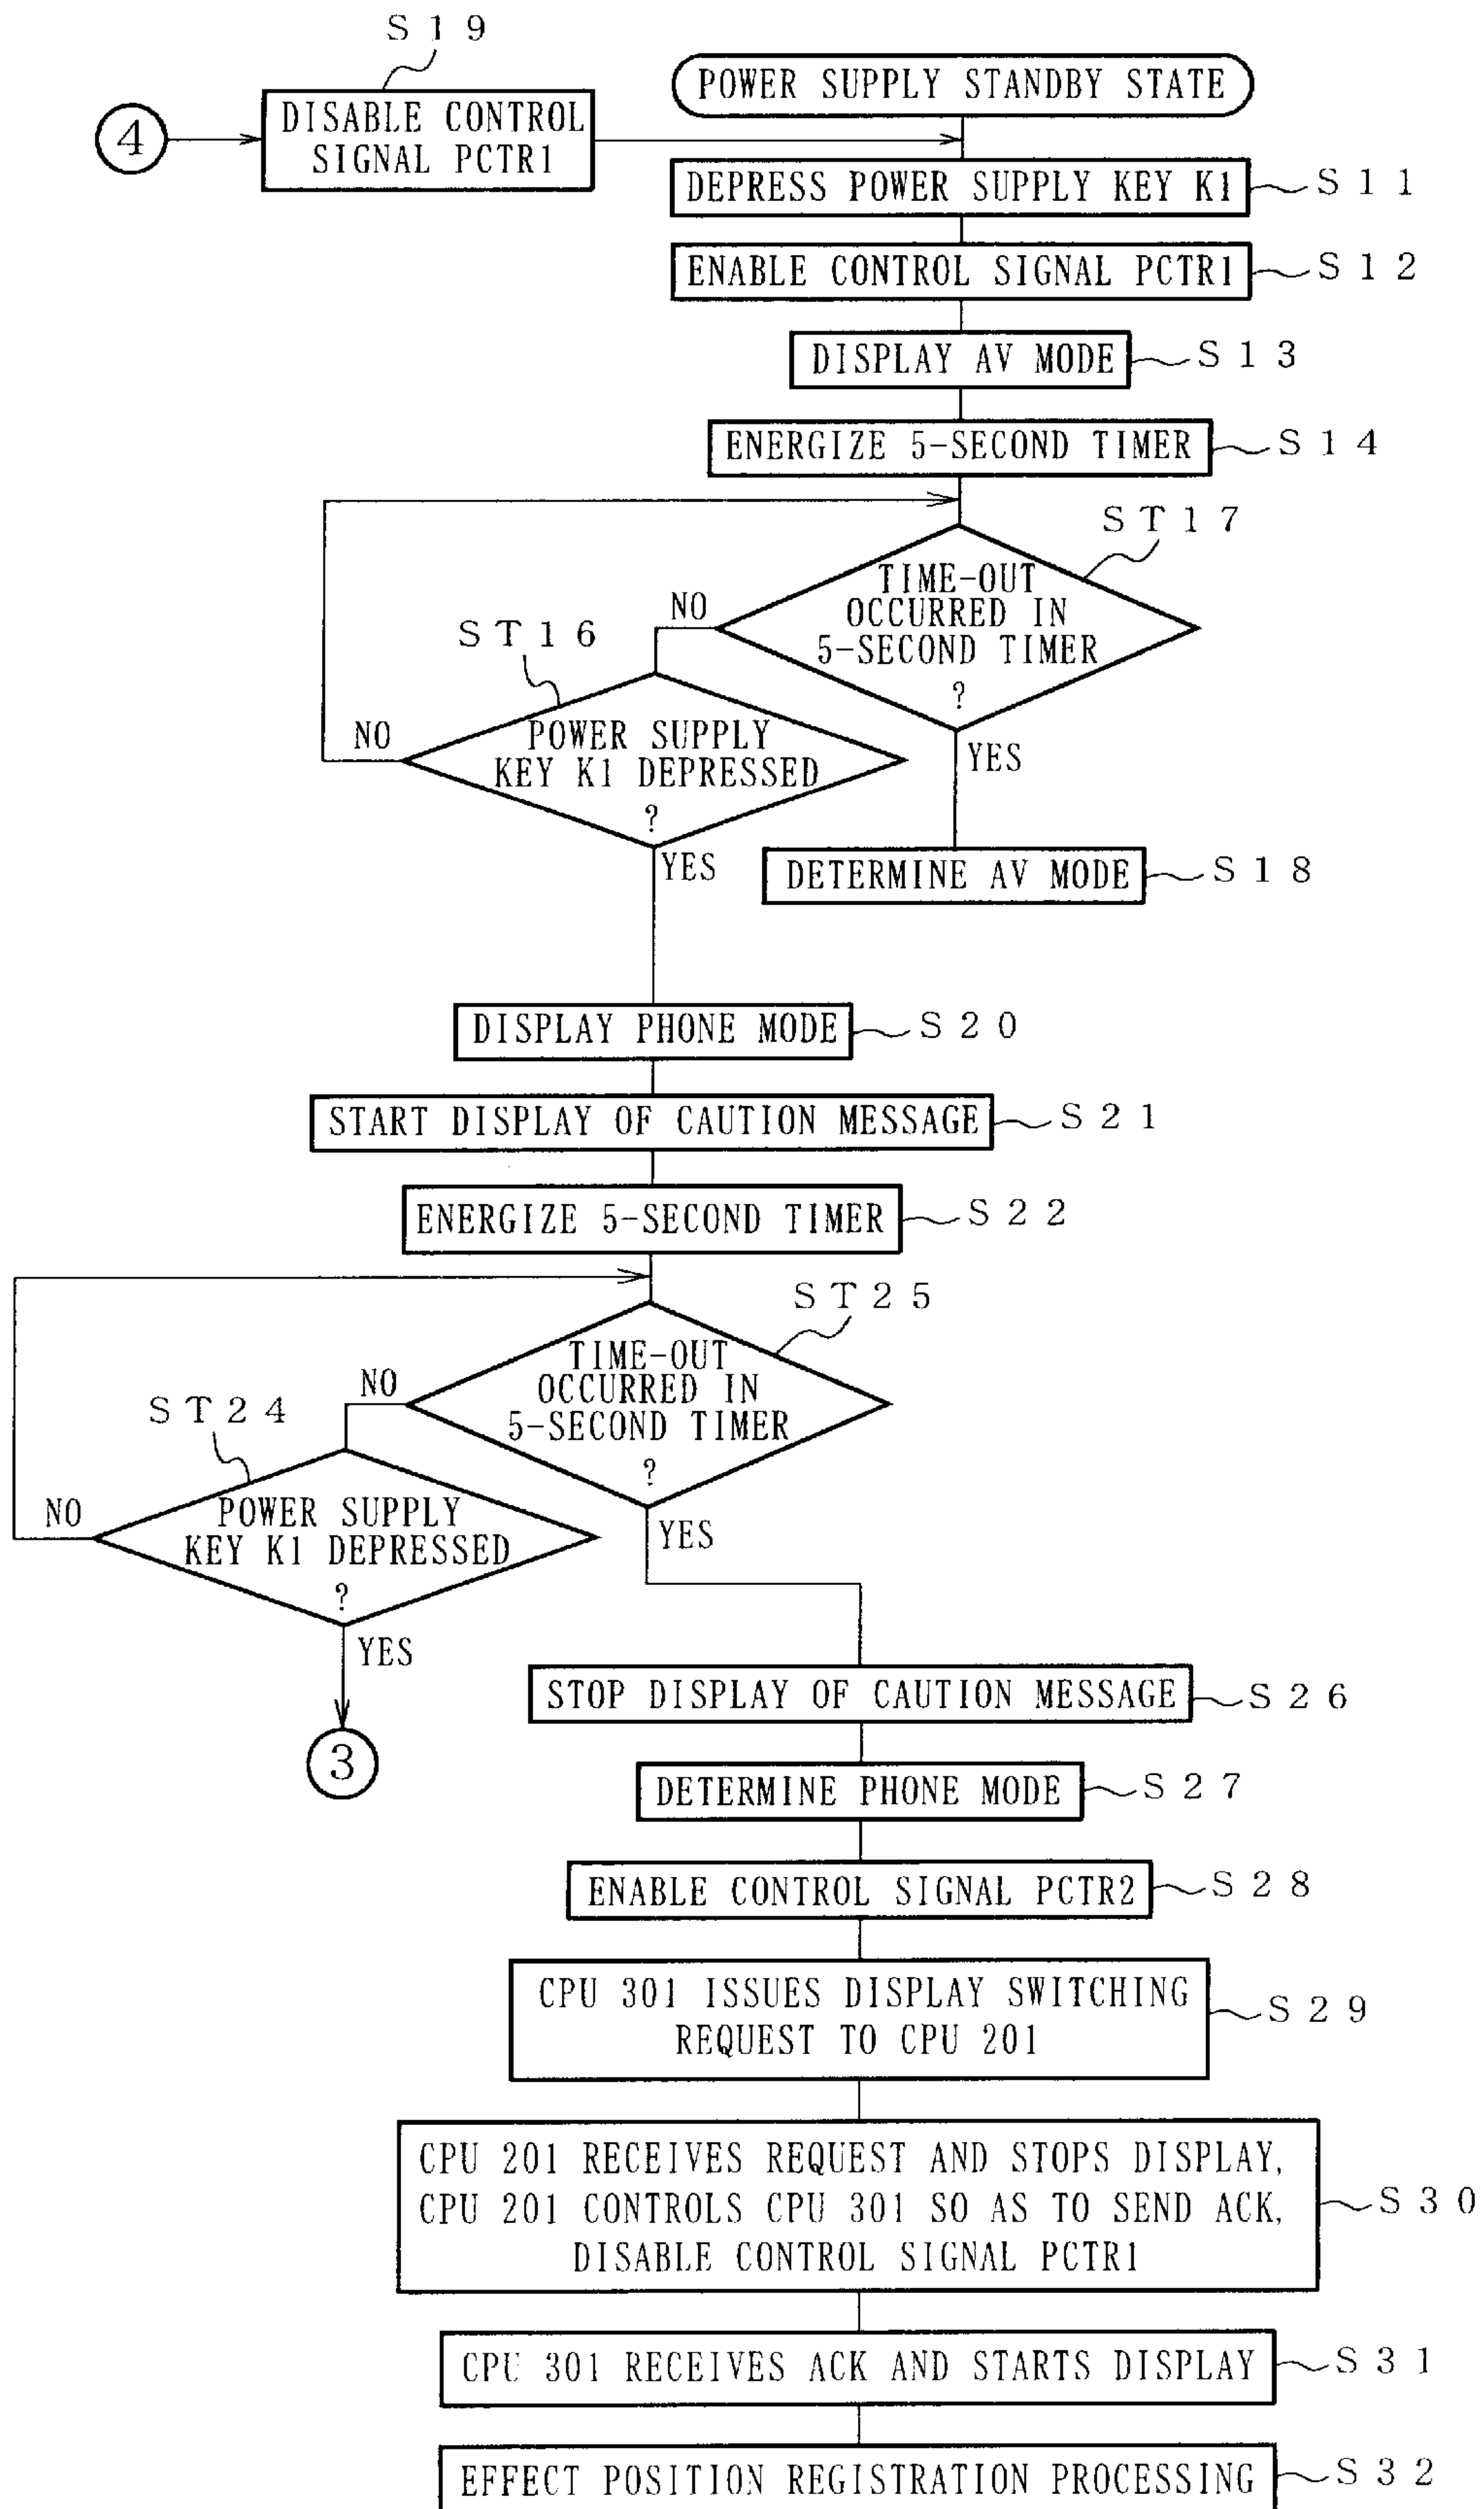 S19
POWER SUPPLY STANDBY STATE
4
DISABLE CONTROL
SIGNAL PCTR1
DEPRESS POWER SUPPLY KEY K1
S11
ENABLE CONTROL SIGNAL PCTR1
S12
DISPLAY AV MODE
S13
ENERGIZE 5-SECOND TIMER
S14
ST17
TIME-OUT
OCCURRED IN
5-SECOND TIMER
?
NO
YES
ST16
POWER SUPPLY
KEY K1 DEPRESSED
?
NO
YES
DETERMINE AV MODE
S18
DISPLAY PHONE MODE
S20
START DISPLAY OF CAUTION MESSAGE
S21
ENERGIZE 5-SECOND TIMER
S22
ST25
TIME-OUT
OCCURRED IN
5-SECOND TIMER
?
NO
YES
ST24
POWER SUPPLY
KEY K1 DEPRESSED
?
NO
YES
3
STOP DISPLAY OF CAUTION MESSAGE
S26
DETERMINE PHONE MODE
S27
ENABLE CONTROL SIGNAL PCTR2
S28
CPU 301 ISSUES DISPLAY SWITCHING
REQUEST TO CPU 201
S29
CPU 201 RECEIVES REQUEST AND STOPS DISPLAY,
CPU 201 CONTROLS CPU 301 SO AS TO SEND ACK,
DISABLE CONTROL SIGNAL PCTR1
S30
CPU 301 RECEIVES ACK AND STARTS DISPLAY
S31
EFFECT POSITION REGISTRATION PROCESSING
S32